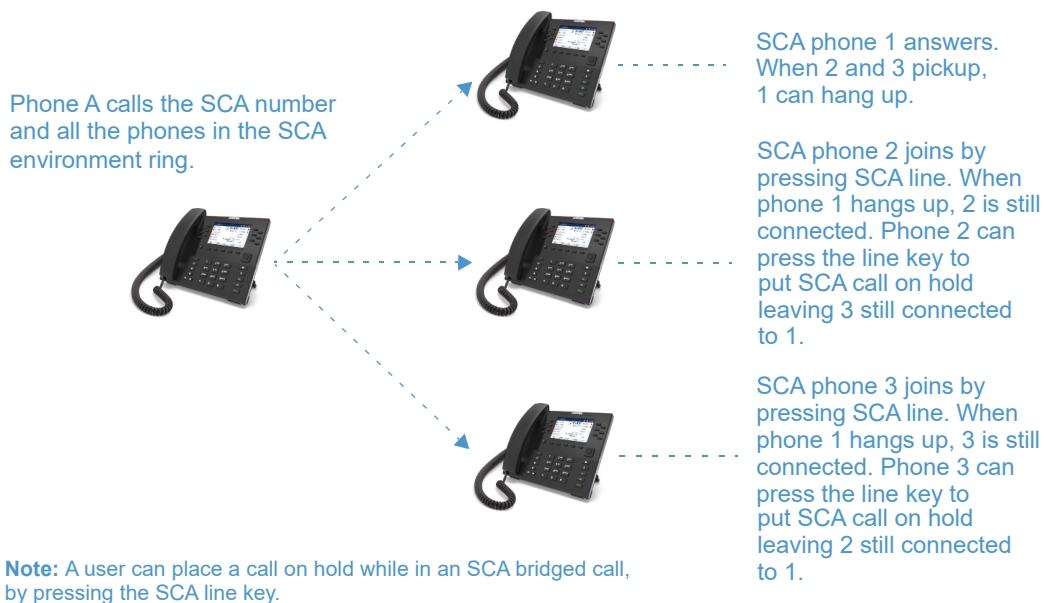 Phone A calls the SCA number
and all the phones in the SCA
environment ring.
SCA phone 1 answers.
When 2 and 3 pickup,
1 can hang up.
SCA phone 2 joins by
pressing SCA line. When
phone 1 hangs up, 2 is still
connected. Phone 2 can
press the line key to
put SCA call on hold
leaving 3 still connected
to 1.
SCA phone 3 joins by
pressing SCA line. When
phone 1 hangs up, 3 is still
connected. Phone 3 can
press the line key to
put SCA call on hold
leaving 2 still connected
to 1.
Note: A user can place a call on hold while in an SCA bridged call,
by pressing the SCA line key.